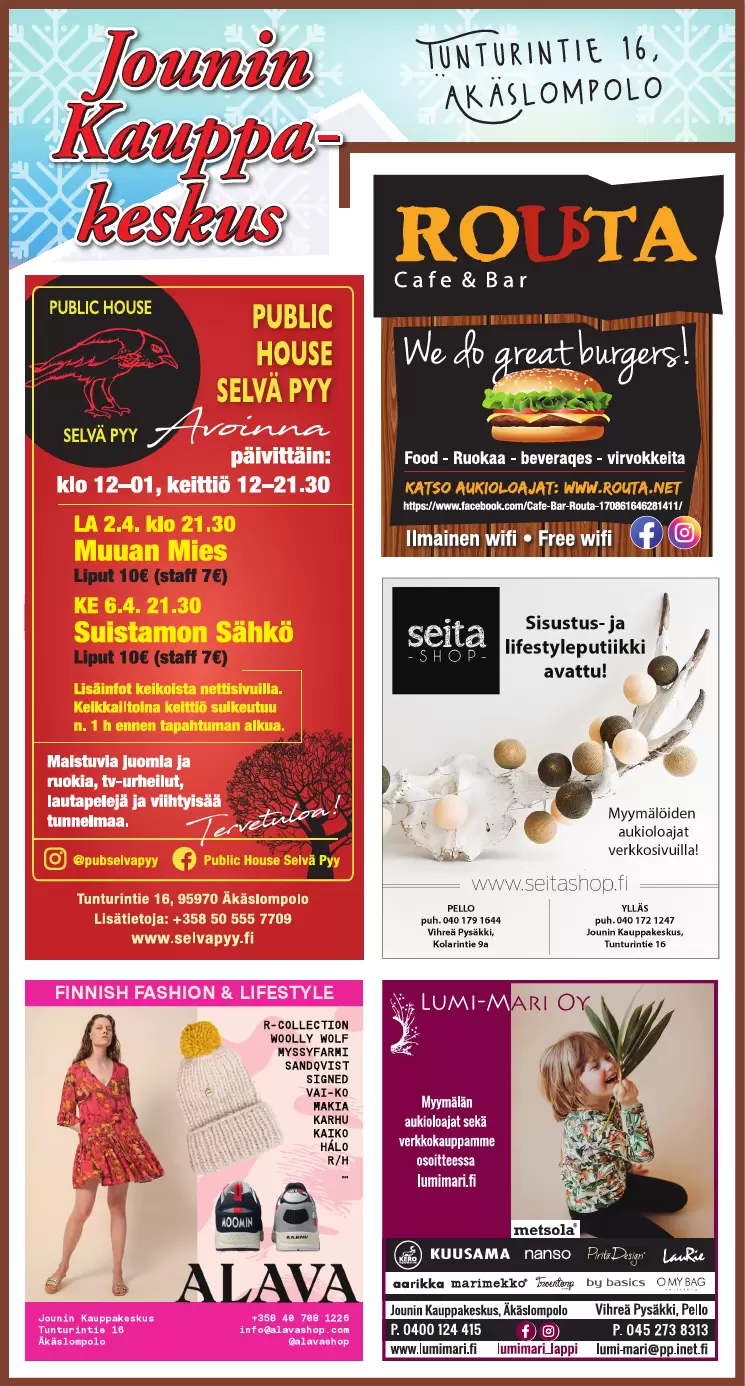 Jounin
Kauppa-
keskus
TUNTURINTIE 16,
ÄKÄSLOMPOLO
PUBLIC HOUSE
SELVÄ PYY
PUBLIC
HOUSE
SELVÄ PYY
Avoinna
päivittäin:
klo 12–01, keittiö 12–21.30
LA 2.4. klo 21.30
Muuan Mies
Liput 10€ (staff 7€)
KE 6.4. 21.30
Suistamon Sähkö
Liput 10€ (staff 7€)
Lisäinfot keikoista nettisivuilla.
Keikkailtoina keittiö sulkeutuu
n. 1 h ennen tapahtuman alkua.
Maistuvia juomia ja
ruokia, tv-urheilut,
lautapelejä ja viihtyisää
tunnelmaa.
Tervetuloa!
@pubselvapyy
Public House Selvä Pyy
Tunturintie 16, 95970 Äkäslompolo
Lisätietoja: +358 50 555 7709
www.selvapyy.fi
ROUTA
Cafe & Bar
We do great burgers!
Food - Ruokaa - beveraqes - virvokkeita
KATSO AUKIOLOAJAT: WWW.ROUTA.NET
https://www.facebook.com/Cafe-Bar-Routa-170861646281411/
Ilmainen wifi • Free wifi
seita
-SHOP-
Sisustus- ja
lifestyleputiikki
avattu!
Myymälöiden
aukioloajat
verkkosivuilla!
www.seitashop.fi
PELLO
puh. 040 179 1644
Vihreä Pysäkki,
Kolarintie 9a
YLLÄS
puh. 040 172 1247
Jounin Kauppakeskus,
Tunturintie 16
FINNISH FASHION & LIFESTYLE
R-COLLECTION
WOOLLY WOLF
MYSSYFARMI
SANDQVIST
SIGNED
VAI-KO
MAKIA
KARHU
KAIKO
HÁLO
R/H
…
MOOMIN
KARHU
ALAVA
Jounin Kauppakeskus
Tunturintie 16
Äkäslompolo
+358 40 708 1226
info@alavashop.com
@alavashop
LUMI-MARI OY
Myymälän
aukioloajat sekä
verkkokauppamme
osoitteessa
lumimari.fi
metsola
KERO
KUUSAMA
nanso
Pirita Design
LauRie
aarikka
marimekko
by basics
O MY BAG
Jounin Kauppakeskus, Äkäslompolo
P. 0400 124 415
www.lumimari.fi
lumimari_lappi
Vihreä Pysäkki, Pello
P. 045 273 8313
lumi-mari@pp.inet.fi